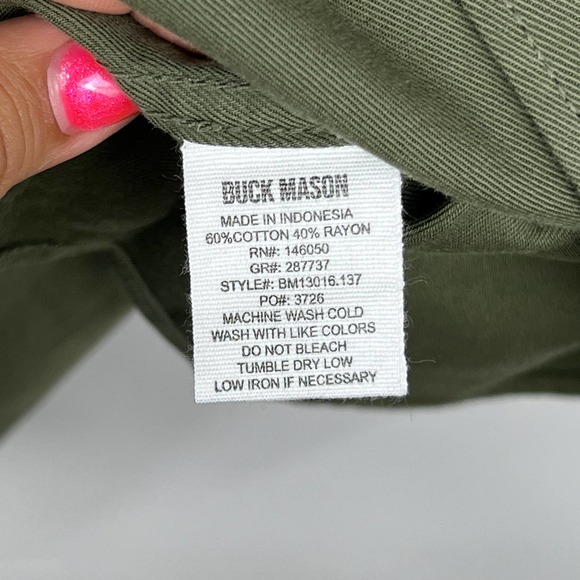 BUCK MASON
MADE IN INDONESIA
60%COTTON 40% RAYON
RN#: 146050
GR#: 287737
STYLE#: BM13016.137
PO#: 3726
MACHINE WASH COLD
WASH WITH LIKE COLORS
DO NOT BLEACH
TUMBLE DRY LOW
LOW IRON IF NECESSARY